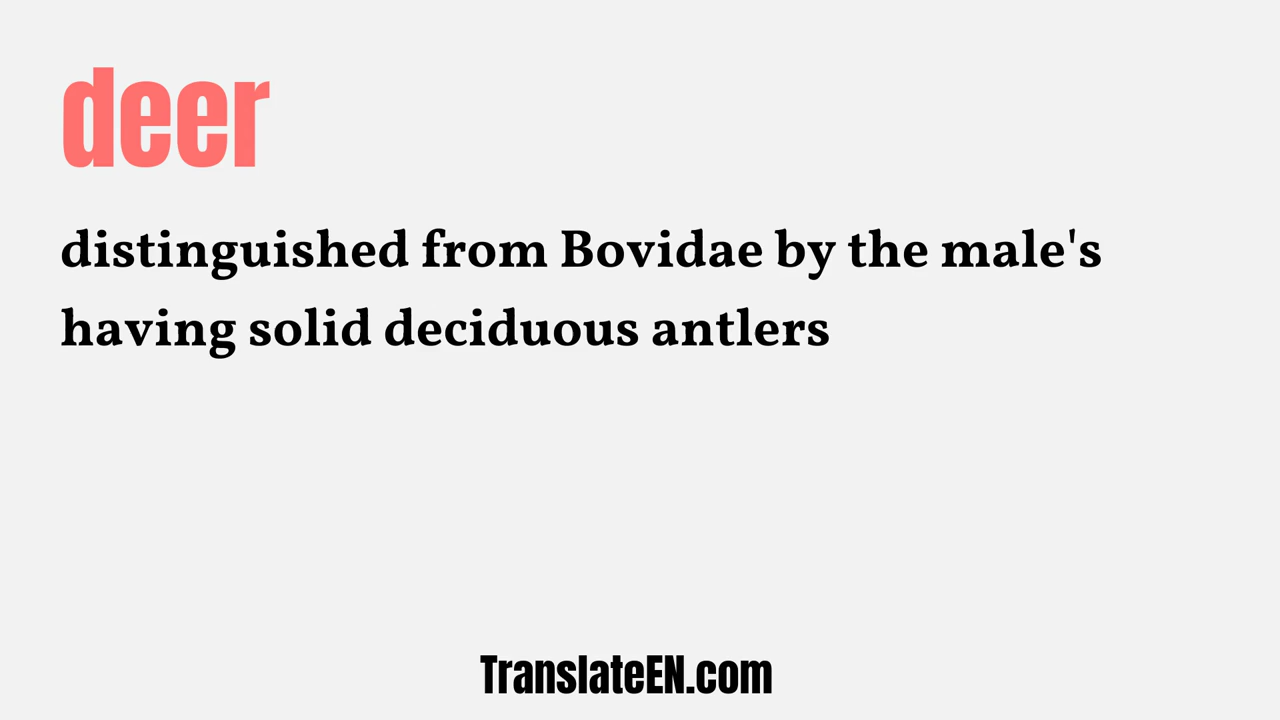 deer
distinguished from Bovidae by the male's
having solid deciduous antlers
TranslateEN.com